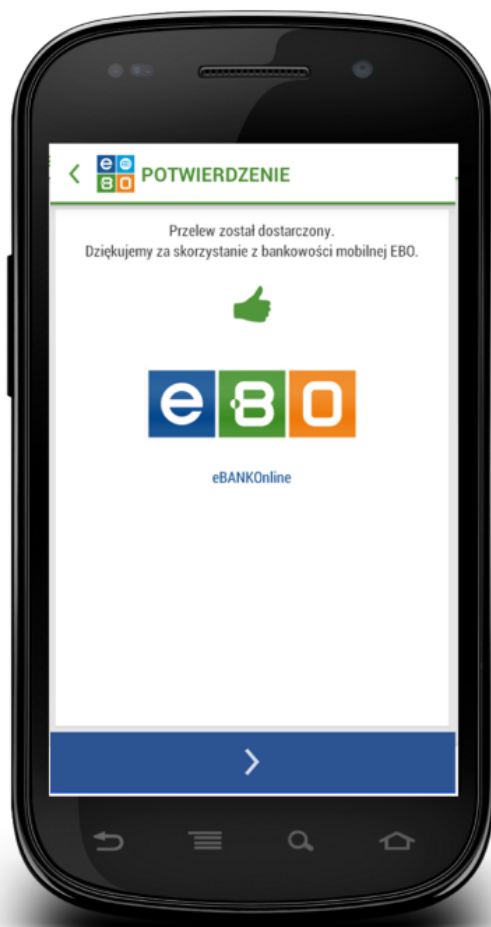 e e
B O
POTWIERDZENIE
Przelew został dostarczony.
Dziękujemy za skorzystanie z bankowości mobilnej EBO.
eBO
eBANKOnline